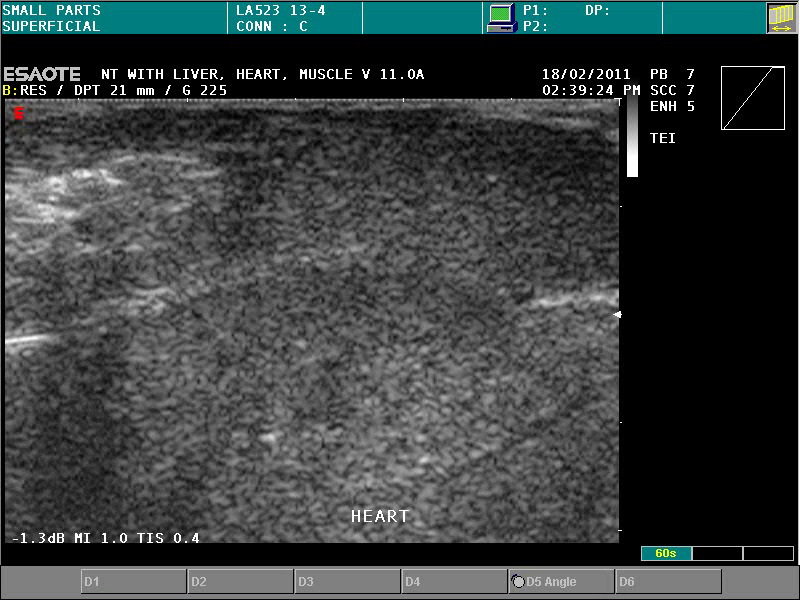 SMALL PARTS LA523 13-4 P1: DP:
SUPERFICIAL CONN : C P2:
ESAOTE NT WITH LIVER, HEART, MUSCLE V 11.0A 18/02/2011 PB 7
B:RES / DPT 21 mm / G 225 02:39:24 PM SCC 7
E ENH 5
TEI
HEART
-1.3dB MI 1.0 TIS 0.4
60s
D1 D2 D3 D4 D5 Angle D6